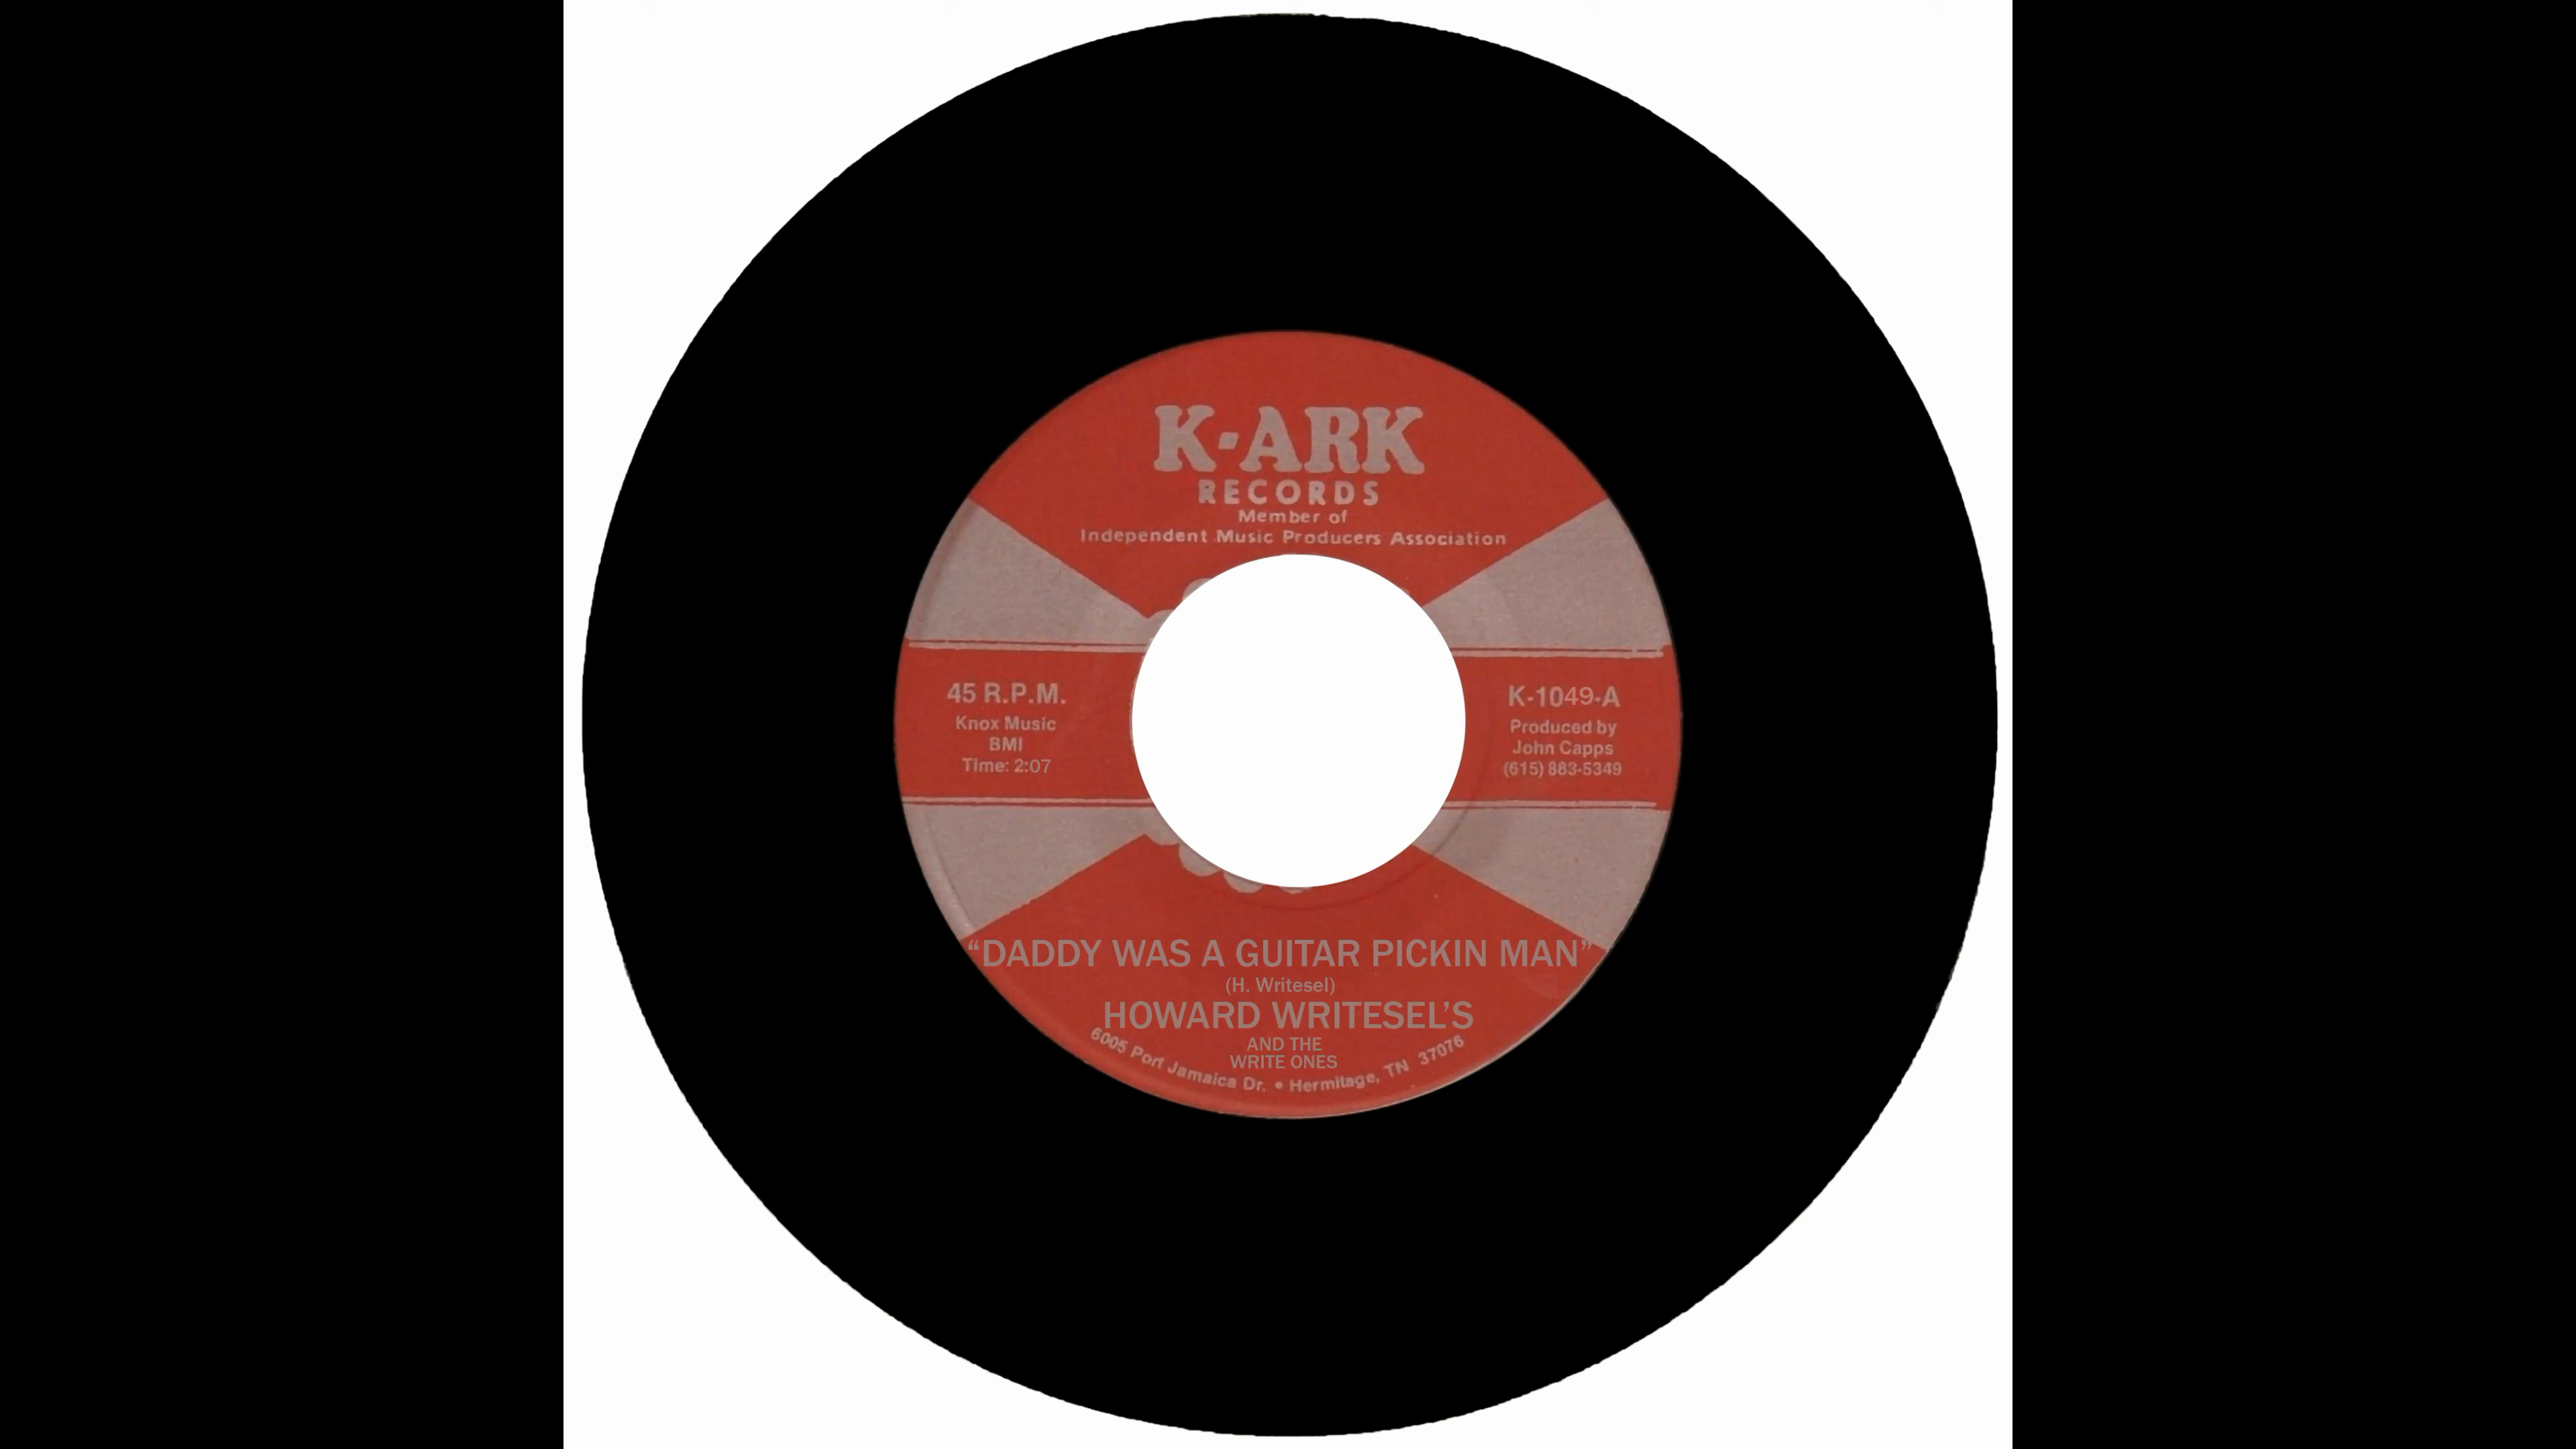 K-ARK
RECORDS
Member of
Independent Music Producers Association
45 R.P.M.
Knox Music
BMI
Time: 2:07
K-1049-A
Produced by
John Capps
(615) 883-5349
“DADDY WAS A GUITAR PICKIN MAN”
(H. Writesel)
HOWARD WRITESEL’S
AND THE
WRITE ONES
6005 Port Jamaica Dr. • Hermitage, TN 37076